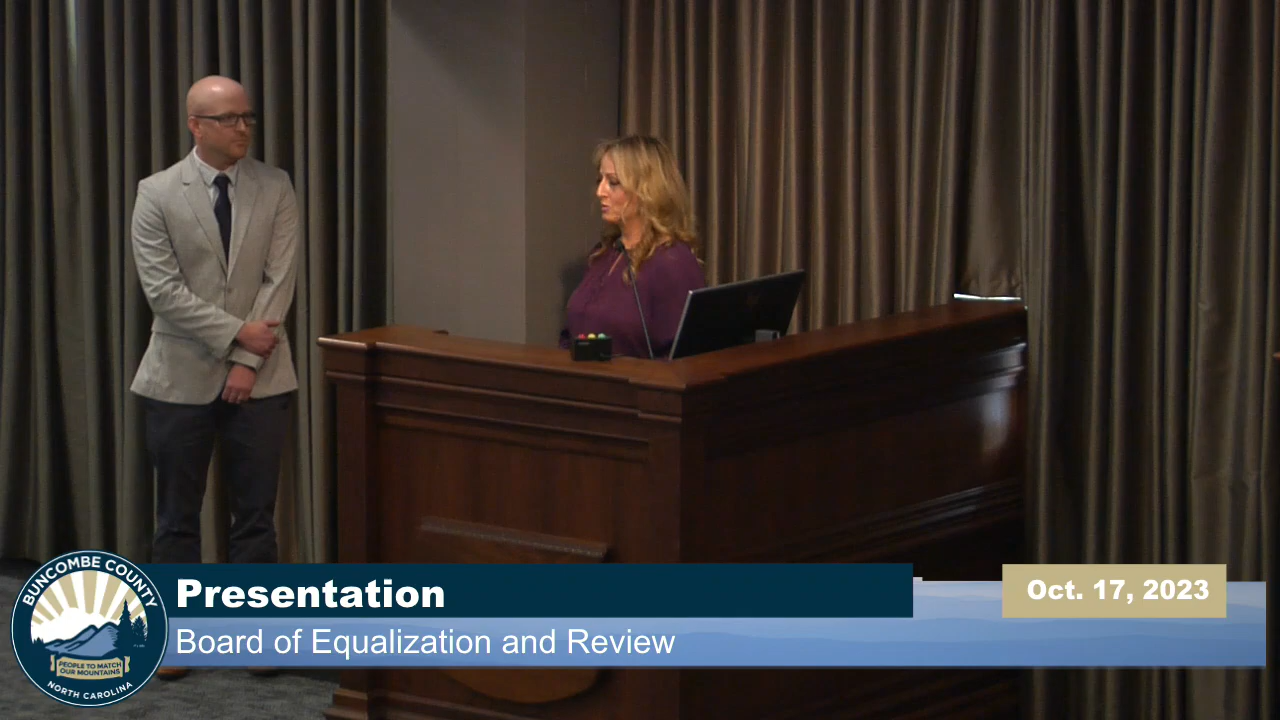 Presentation
Oct. 17, 2023
Board of Equalization and Review
BUNCOMBE COUNTY
PEOPLE TO MATCH
OUR MOUNTAINS
NORTH CAROLINA